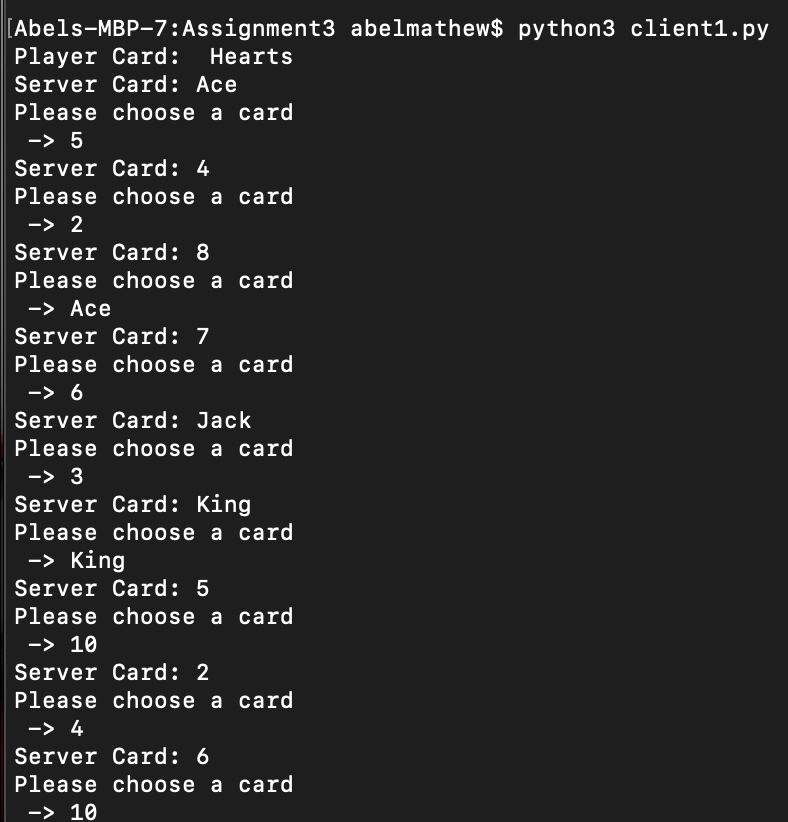 [Abels-MBP-7:Assignment3 abelmathew$ python3 client1.py
Player Card:  Hearts
Server Card: Ace
Please choose a card
 -> 5
Server Card: 4
Please choose a card
 -> 2
Server Card: 8
Please choose a card
 -> Ace
Server Card: 7
Please choose a card
 -> 6
Server Card: Jack
Please choose a card
 -> 3
Server Card: King
Please choose a card
 -> King
Server Card: 5
Please choose a card
 -> 10
Server Card: 2
Please choose a card
 -> 4
Server Card: 6
Please choose a card
 -> 10